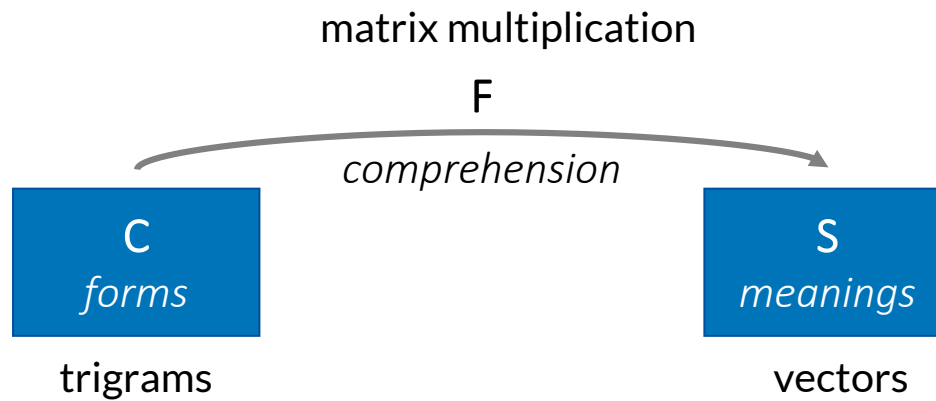 matrix multiplication
F
comprehension
C
forms
S
meanings
trigrams
vectors